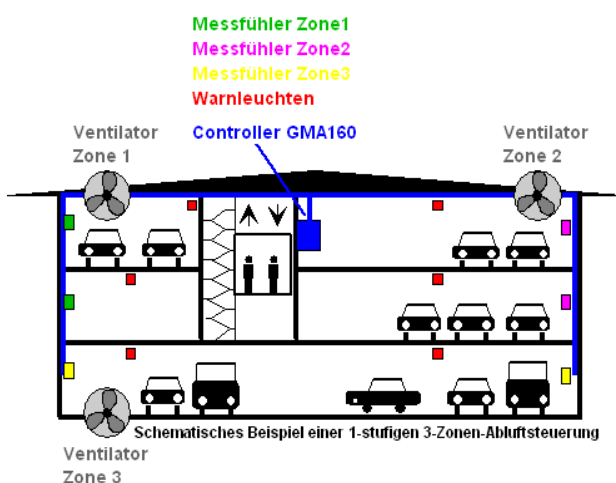 Messfühler Zone1
Messfühler Zone2
Messfühler Zone3
Warnleuchten
Controller GMA160
Ventilator
Zone 1
Ventilator
Zone 2
Schematisches Beispiel einer 1-stufigen 3-Zonen-Abluftsteuerung
Ventilator
Zone 3